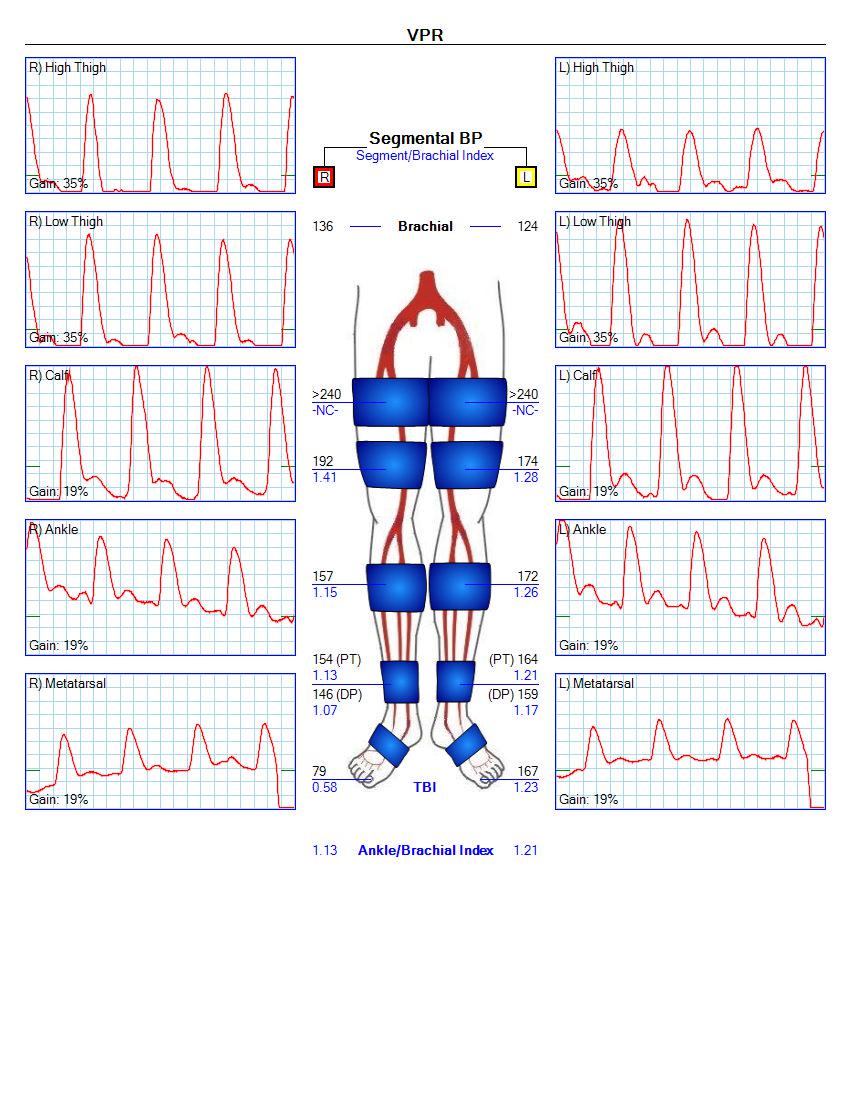 VPR
R) High Thigh
Gain: 35%
L) High Thigh
Gain: 35%
Segmental BP
Segment/Brachial Index
R
L
136 Brachial 124
R) Low Thigh
Gain: 35%
L) Low Thigh
Gain: 35%
R) Calf
Gain: 19%
L) Calf
Gain: 19%
>240 >240
-NC- -NC-
192 174
1.41 1.28
R) Ankle
Gain: 19%
L) Ankle
Gain: 19%
157 172
1.15 1.26
154 (PT) (PT) 164
1.13 1.21
146 (DP) (DP) 159
1.07 1.17
R) Metatarsal
Gain: 19%
L) Metatarsal
Gain: 19%
79 167
0.58 TBI 1.23
1.13 Ankle/Brachial Index 1.21